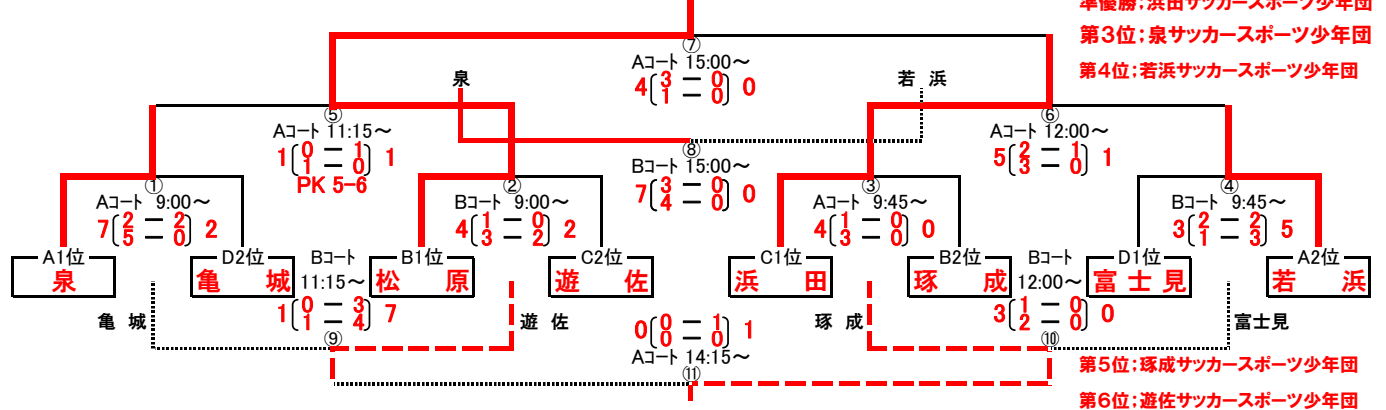 準優勝;浜田サッカースポーツ少年団
第3位;泉サッカースポーツ少年団
第4位;若浜サッカースポーツ少年団
⑦
Aコート 15:00～
4 3 ー 0 0
1 ー 0
泉
若 浜
⑤
Aコート 11:15～
1 0 ー 1 1
1 ー 0
PK 5-6
⑥
Aコート 12:00～
5 2 ー 1 1
3 ー 0
⑧
Bコート 15:00～
7 3 ー 0 0
4 ー 0
①
Aコート 9:00～
7 2 ー 2 2
5 ー 0
②
Bコート 9:00～
4 1 ー 0 2
3 ー 2
③
Aコート 9:45～
4 1 ー 0 0
3 ー 0
④
Bコート 9:45～
3 2 ー 2 5
1 ー 3
A1位
泉
D2位
亀 城
B1位
松 原
C2位
遊 佐
C1位
浜 田
B2位
琢 成
D1位
富 士 見
A2位
若 浜
Bコート
11:15～
1 0 ー 3 7
1 ー 4
⑨
Bコート
12:00～
3 1 ー 0 0
2 ー 0
⑩
亀 城
遊 佐
琢 成
富士見
0 0 ー 1 1
0 ー 0
Aコート 14:15～
⑪
第5位;琢成サッカースポーツ少年団
第6位;遊佐サッカースポーツ少年団